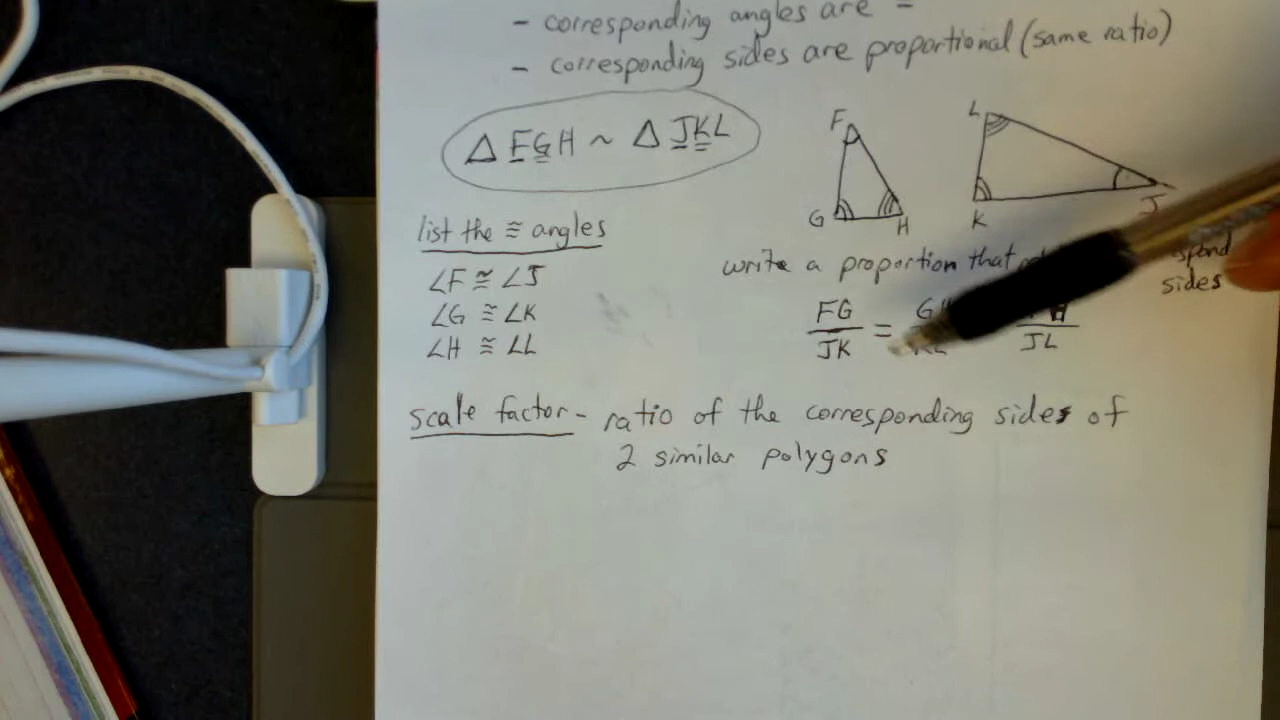 - corresponding angles are
- corresponding sides are proportional (same ratio)
△ FGH ~ △ JKL
F
G
H
L
K
J
list the ≅ angles
∠F ≅ ∠J
∠G ≅ ∠K
∠H ≅ ∠L
write a proportion that
sides
FG/JK = JL
scale factor - ratio of the corresponding sides of
2 similar polygons